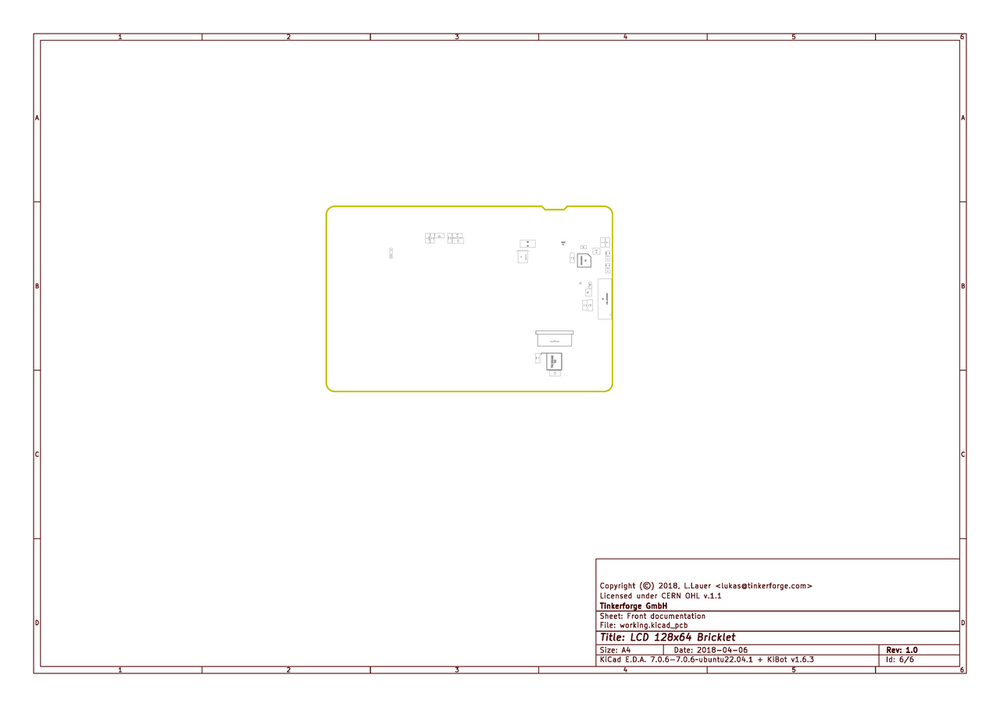 1 2 3 4 5 6
A A
B B
C C
D D
Copyright (©) 2018, L.Lauer <lukas@tinkerforge.com>
Licensed under CERN OHL v.1.1
Tinkerforge GmbH
Sheet: Front documentation
File: working.kicad_pcb
Title: LCD 128x64 Bricklet
Size: A4 Date: 2018-04-06 Rev: 1.0
KiCad E.D.A. 7.0.6-7.0.6-ubuntu22.04.1 + KiBot v1.6.3 Id: 6/6
1 2 3 4 5 6